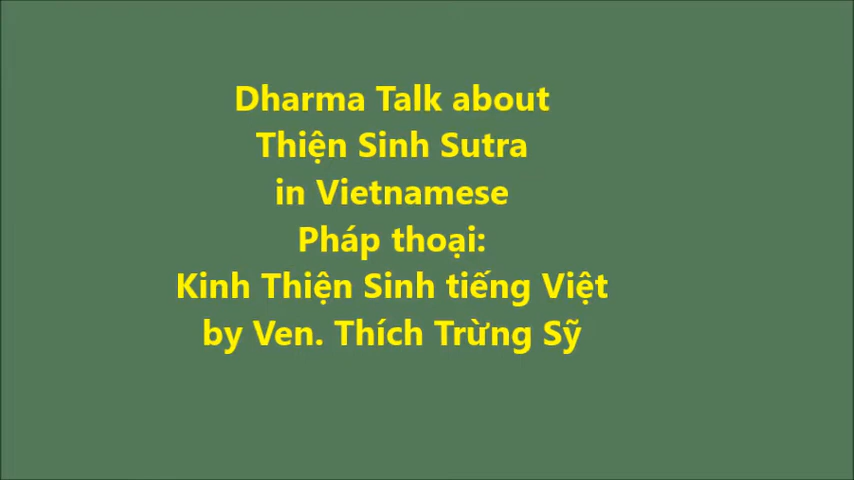 Dharma Talk about
Thiện Sinh Sutra
in Vietnamese
Pháp thoại:
Kinh Thiện Sinh tiếng Việt
by Ven. Thích Trừng Sỹ